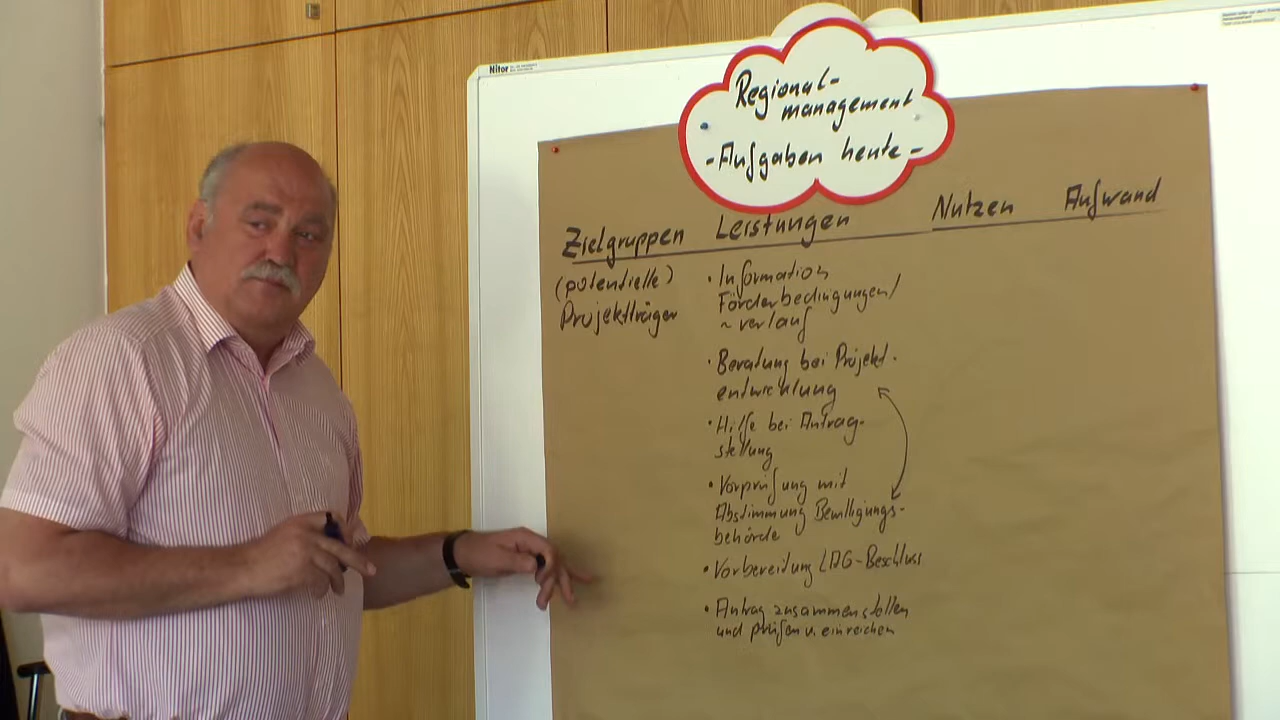 Nitor
Regional-
management
- Aufgaben heute -
Zielgruppen Leistungen Nutzen Aufwand
(potentielle)
Projektträger
• Information
Förderbedingungen/
~ verlauf
• Beratung bei Projekt-
entwicklung
• Hilfe bei Antrag-
stellung
• Vorprüfung mit
Abstimmung Bewilligungs-
behörde
• Vorbereitung LAG-Beschluss
• Antrag zusammenstellen
und prüfen u. einreichen